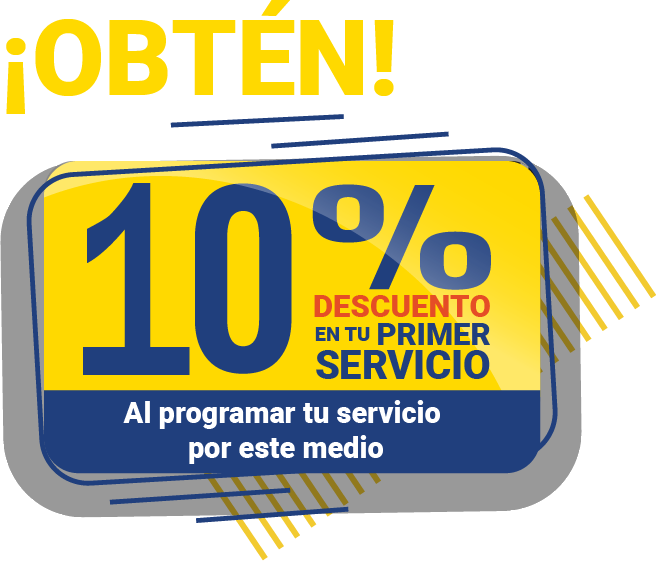 ¡OBTÉN!
10%
DESCUENTO
EN TU PRIMER
SERVICIO
Al programar tu servicio
por este medio